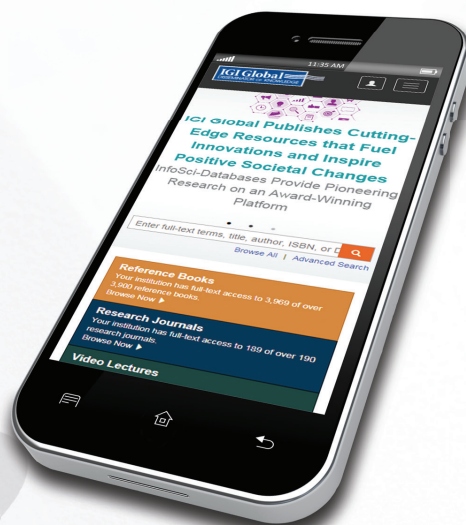 11:35 AM
IGI Global
DISSEMINATOR OF KNOWLEDGE
IGI Global Publishes Cutting-
Edge Resources that Fuel
Innovations and Inspire
Positive Societal Changes
InfoSci-Databases Provide Pioneering
Research on an Award-Winning
Platform
Enter full-text terms, title, author, ISBN, or D
Browse All | Advanced Search
Reference Books
Your institution has full-text access to 3,969 of over
3,900 reference books.
Browse Now ▶
Research Journals
Your institution has full-text access to 189 of over 190
research journals.
Browse Now ▶
Video Lectures